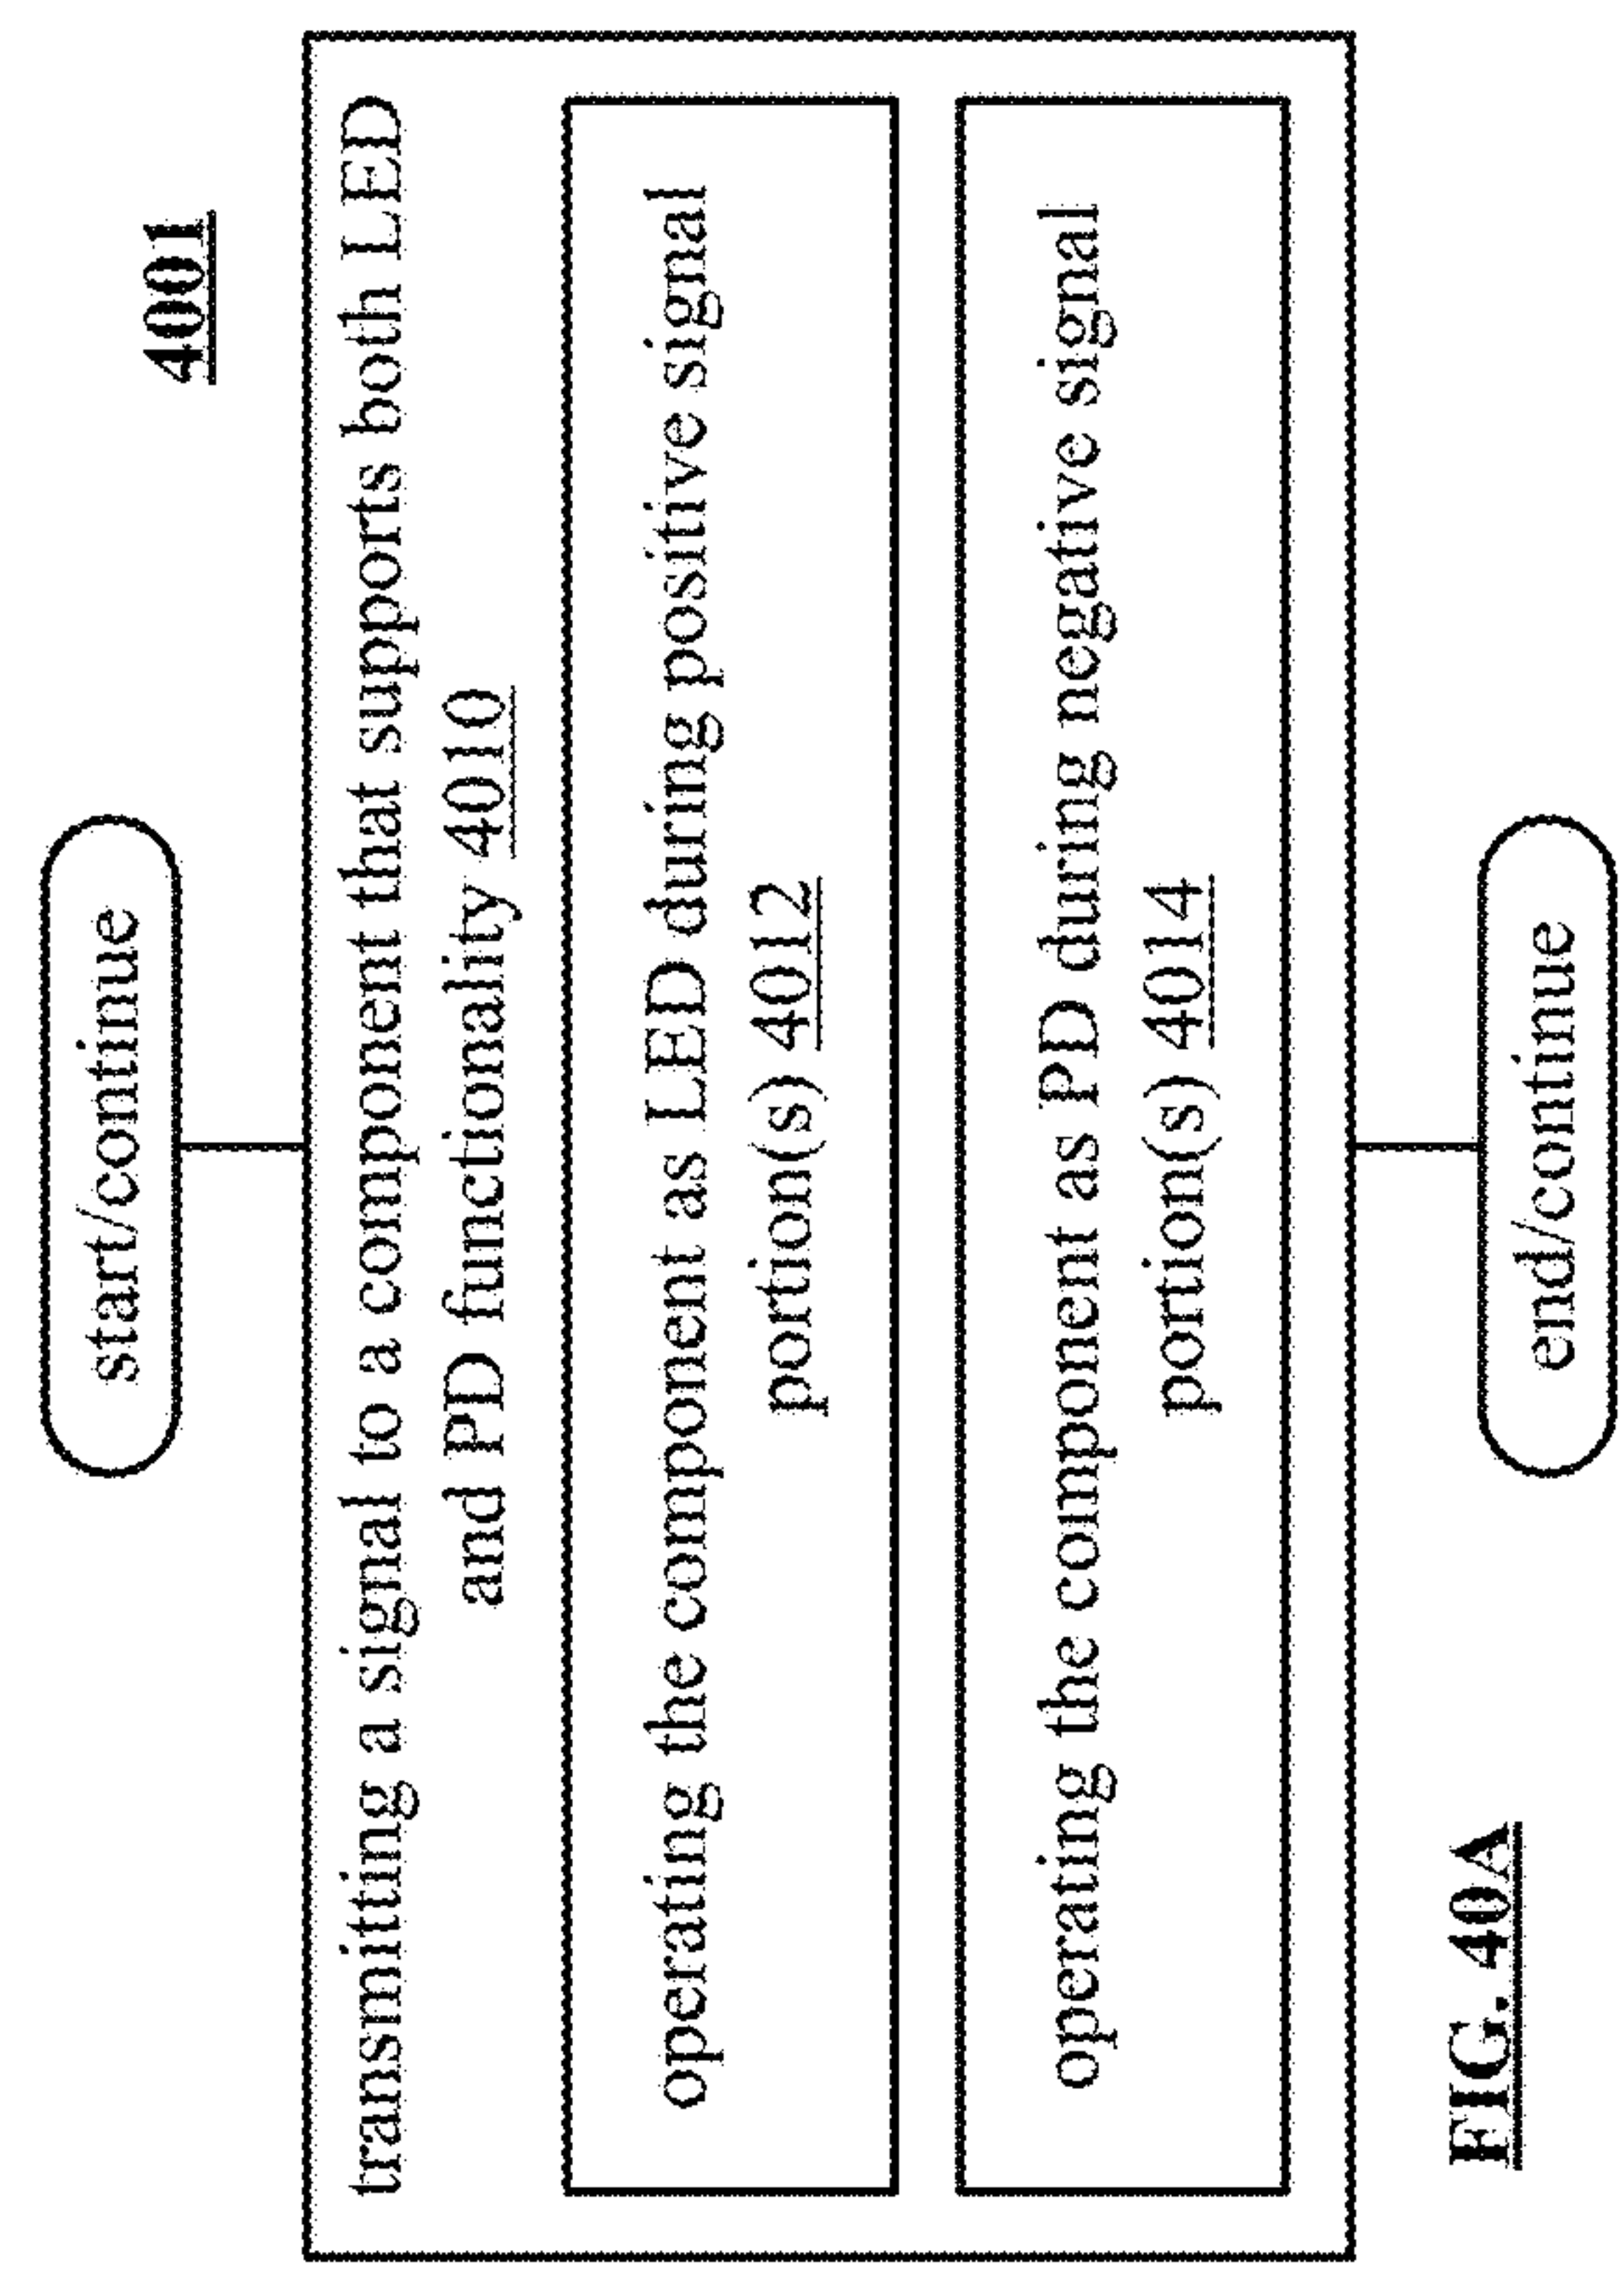 4001
start/continue
transmitting a signal to a component that supports both LED
and PD functionality 4010
operating the component as LED during positive signal
portion(s) 4012
operating the component as PD during negative signal
portion(s) 4014
end/continue
FIG. 40A